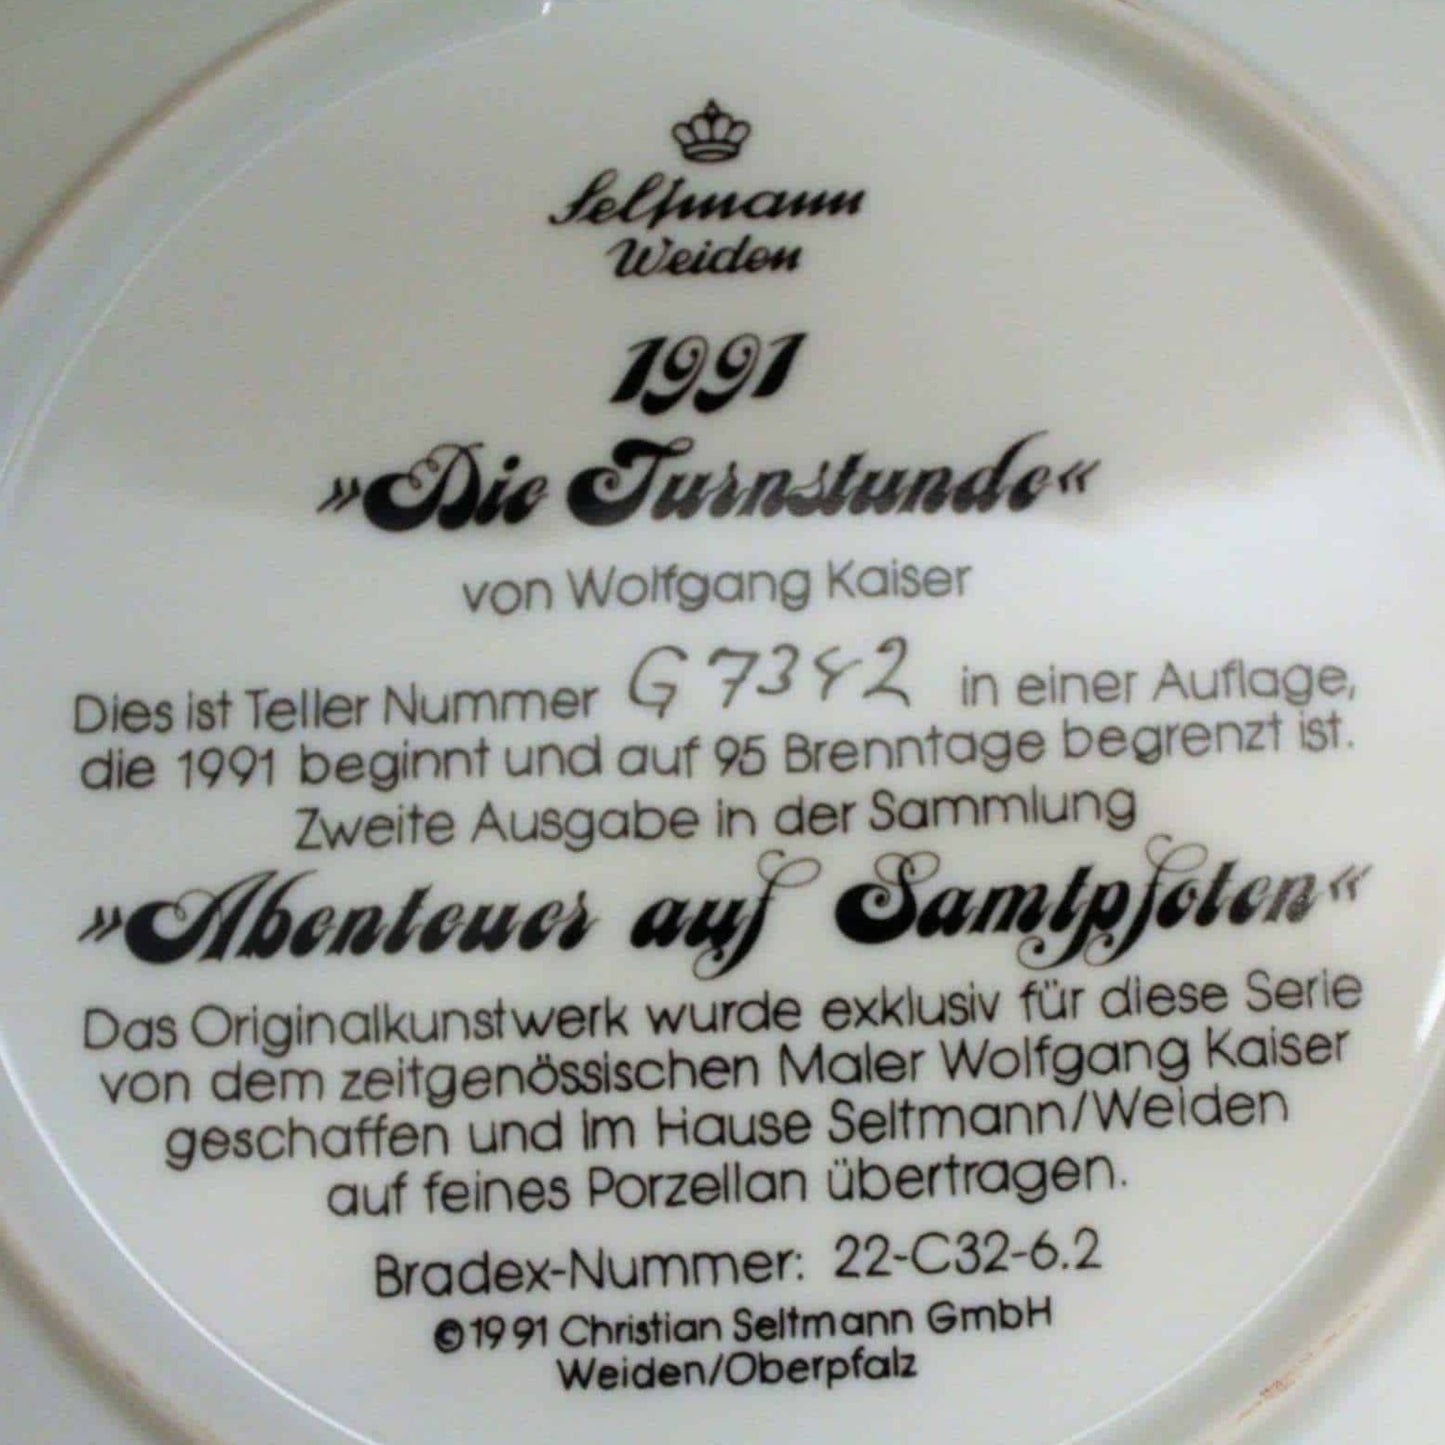 Seltmann
Weiden
1991
»Die Turnstunde«
von Wolfgang Kaiser
Dies ist Teller Nummer G7342 in einer Auflage,
die 1991 beginnt und auf 95 Brenntage begrenzt ist.
Zweite Ausgabe in der Sammlung
»Abenteuer auf Samtpfoten«
Das Originalkunstwerk wurde exklusiv für diese Serie
von dem zeitgenössischen Maler Wolfgang Kaiser
geschaffen und im Hause Seltmann/Weiden
auf feines Porzellan übertragen.
Bradex-Nummer: 22-C32-6.2
©1991 Christian Seltmann GmbH
Weiden/Oberpfalz